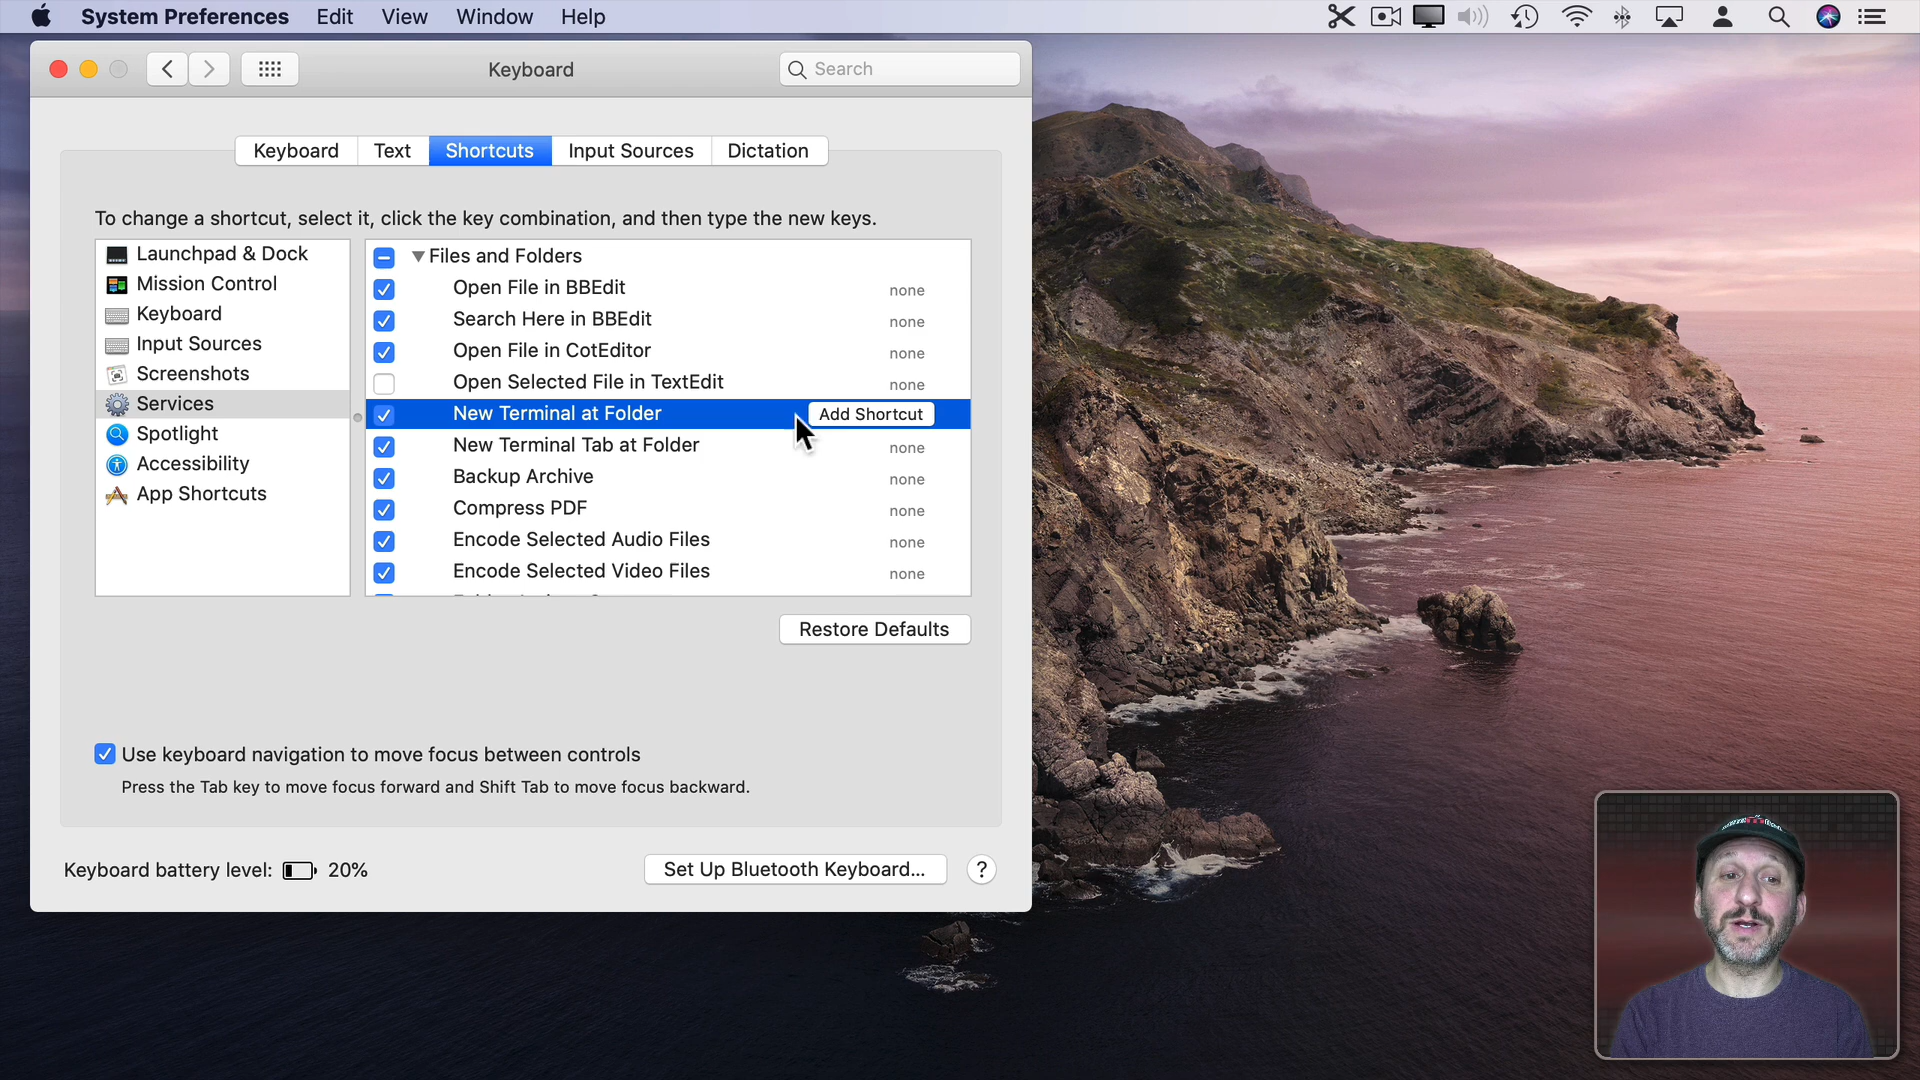 System Preferences Edit View Window Help
Keyboard
Search
Keyboard Text Shortcuts Input Sources Dictation
To change a shortcut, select it, click the key combination, and then type the new keys.
Launchpad & Dock
Mission Control
Keyboard
Input Sources
Screenshots
Services
Spotlight
Accessibility
App Shortcuts
Files and Folders
Open File in BBEdit none
Search Here in BBEdit none
Open File in CotEditor none
Open Selected File in TextEdit none
New Terminal at Folder Add Shortcut
New Terminal Tab at Folder none
Backup Archive none
Compress PDF none
Encode Selected Audio Files none
Encode Selected Video Files none
Restore Defaults
Use keyboard navigation to move focus between controls
Press the Tab key to move focus forward and Shift Tab to move focus backward.
Keyboard battery level: 20%
Set Up Bluetooth Keyboard...
?